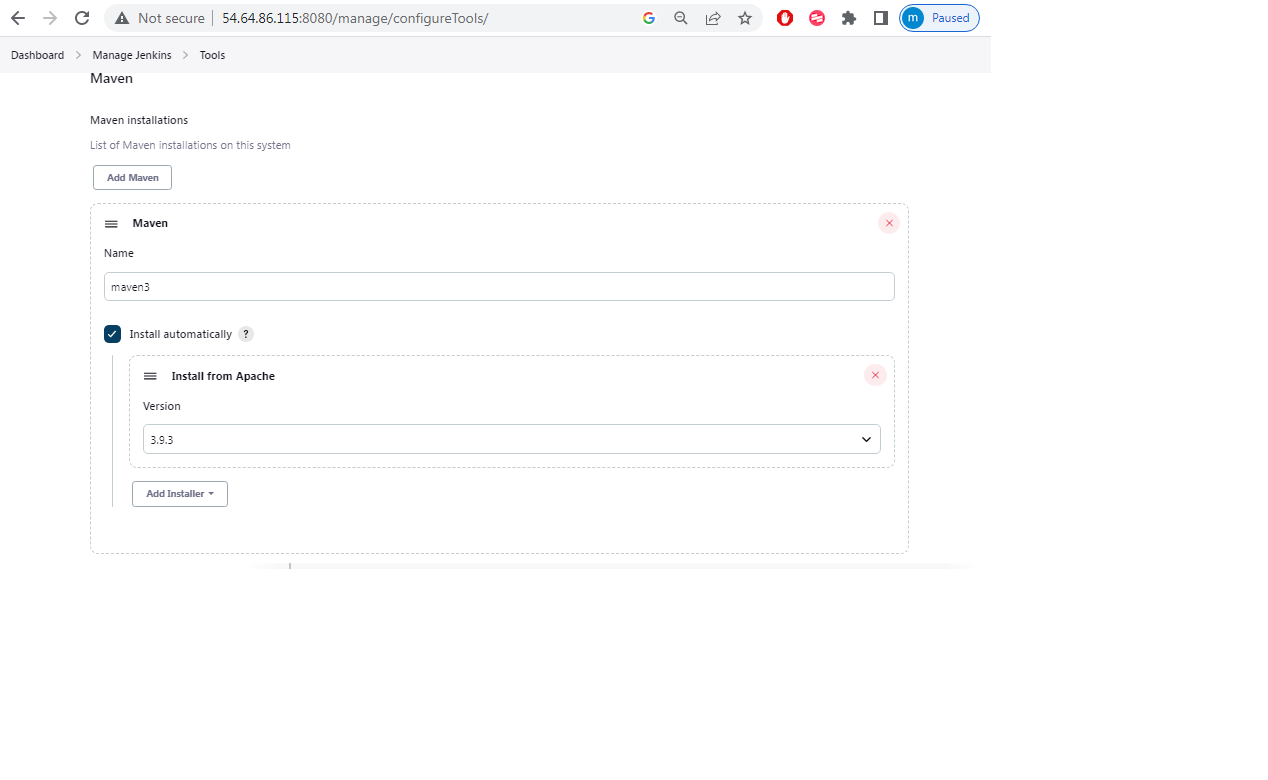 Not secure 54.64.86.115:8080/manage/configureTools/ m Paused
Dashboard > Manage Jenkins > Tools
Maven
Maven installations
List of Maven installations on this system
Add Maven
Maven
Name
maven3
Install automatically ?
Install from Apache
Version
3.9.3
Add Installer